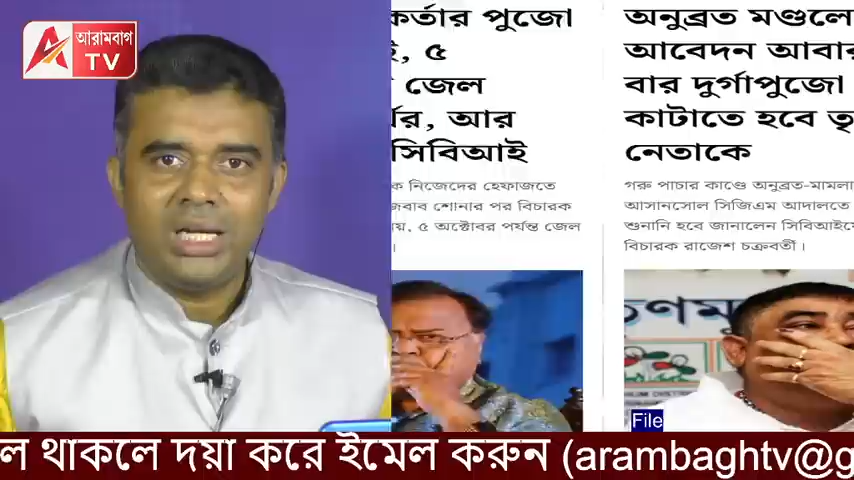 আরামবাগ
TV
কর্তার পুজো
ই, ৫
জেল
র, আর
সিবিআই
ক নিজেদের হেফাজতে
জবাব শোনার পর বিচারক
য়, ৫ অক্টোবর পর্যন্ত জেল
অনুব্রত মণ্ডলে
আবেদন আবার
বার দুর্গাপুজো
কাটাতে হবে তৃ
নেতাকে
গরু পাচার কাণ্ডে অনুব্রত-মামলা
আসানসোল সিজিএম আদালতে
শুনানি হবে জানালেন সিবিআইয়ে
বিচারক রাজেশ চক্রবর্তী।
তৃণমূ
File
ল থাকলে দয়া করে ইমেল করুন (arambaghtv@g